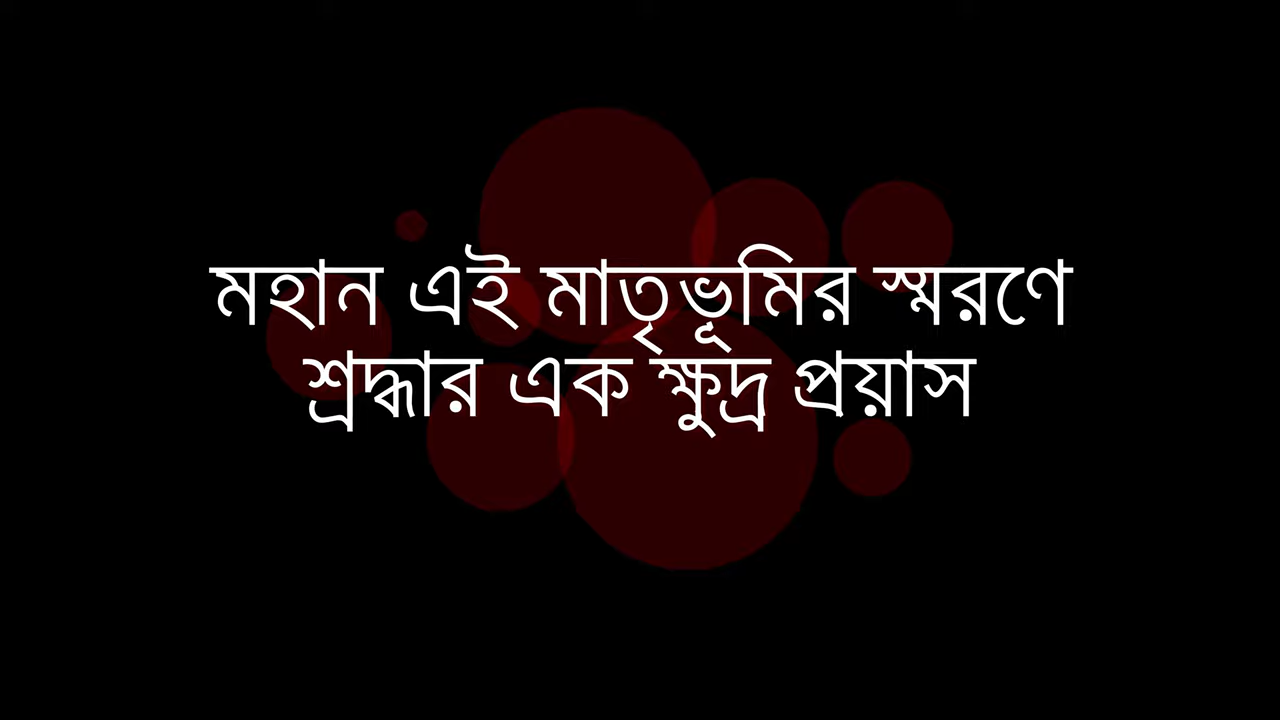 মহান এই মাতৃভূমির স্মরণে
শ্রদ্ধার এক ক্ষুদ্র প্রয়াস